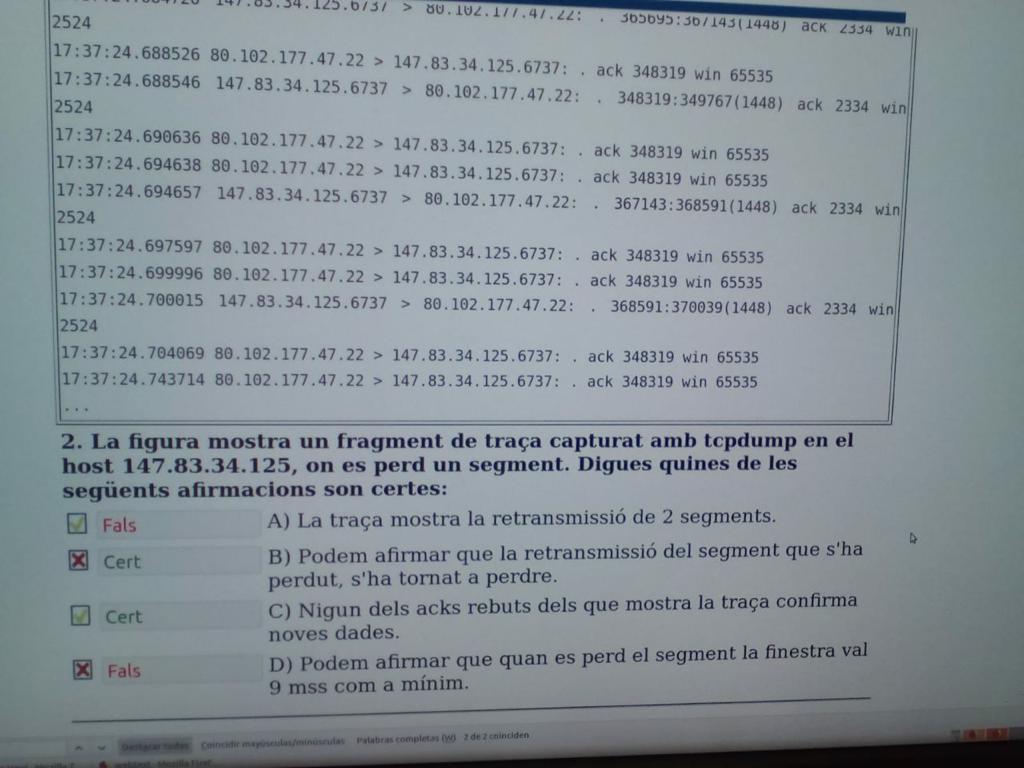 147.83.34.125.6737 > 80.102.177.47.22: . 365695:367143(1448) ack 2334 win
2524
17:37:24.688526 80.102.177.47.22 > 147.83.34.125.6737: . ack 348319 win 65535
17:37:24.688546 147.83.34.125.6737 > 80.102.177.47.22: . 348319:349767(1448) ack 2334 win
2524
17:37:24.690636 80.102.177.47.22 > 147.83.34.125.6737: . ack 348319 win 65535
17:37:24.694638 80.102.177.47.22 > 147.83.34.125.6737: . ack 348319 win 65535
17:37:24.694657 147.83.34.125.6737 > 80.102.177.47.22: . 367143:368591(1448) ack 2334 win
2524
17:37:24.697597 80.102.177.47.22 > 147.83.34.125.6737: . ack 348319 win 65535
17:37:24.699996 80.102.177.47.22 > 147.83.34.125.6737: . ack 348319 win 65535
17:37:24.700015 147.83.34.125.6737 > 80.102.177.47.22: . 368591:370039(1448) ack 2334 win
2524
17:37:24.704069 80.102.177.47.22 > 147.83.34.125.6737: . ack 348319 win 65535
17:37:24.743714 80.102.177.47.22 > 147.83.34.125.6737: . ack 348319 win 65535
...
2. La figura mostra un fragment de traça capturat amb tcpdump en el
host 147.83.34.125, on es perd un segment. Digues quines de les
següents afirmacions son certes:
Fals A) La traça mostra la retransmissió de 2 segments.
Cert B) Podem afirmar que la retransmissió del segment que s'ha
perdut, s'ha tornat a perdre.
Cert C) Nigun dels acks rebuts dels que mostra la traça confirma
noves dades.
Fals D) Podem afirmar que quan es perd el segment la finestra val
9 mss com a mínim.
Destacar todas Coincidir mayúsculas/minúsculas Palabras completas (W) 2 de 2 coinciden